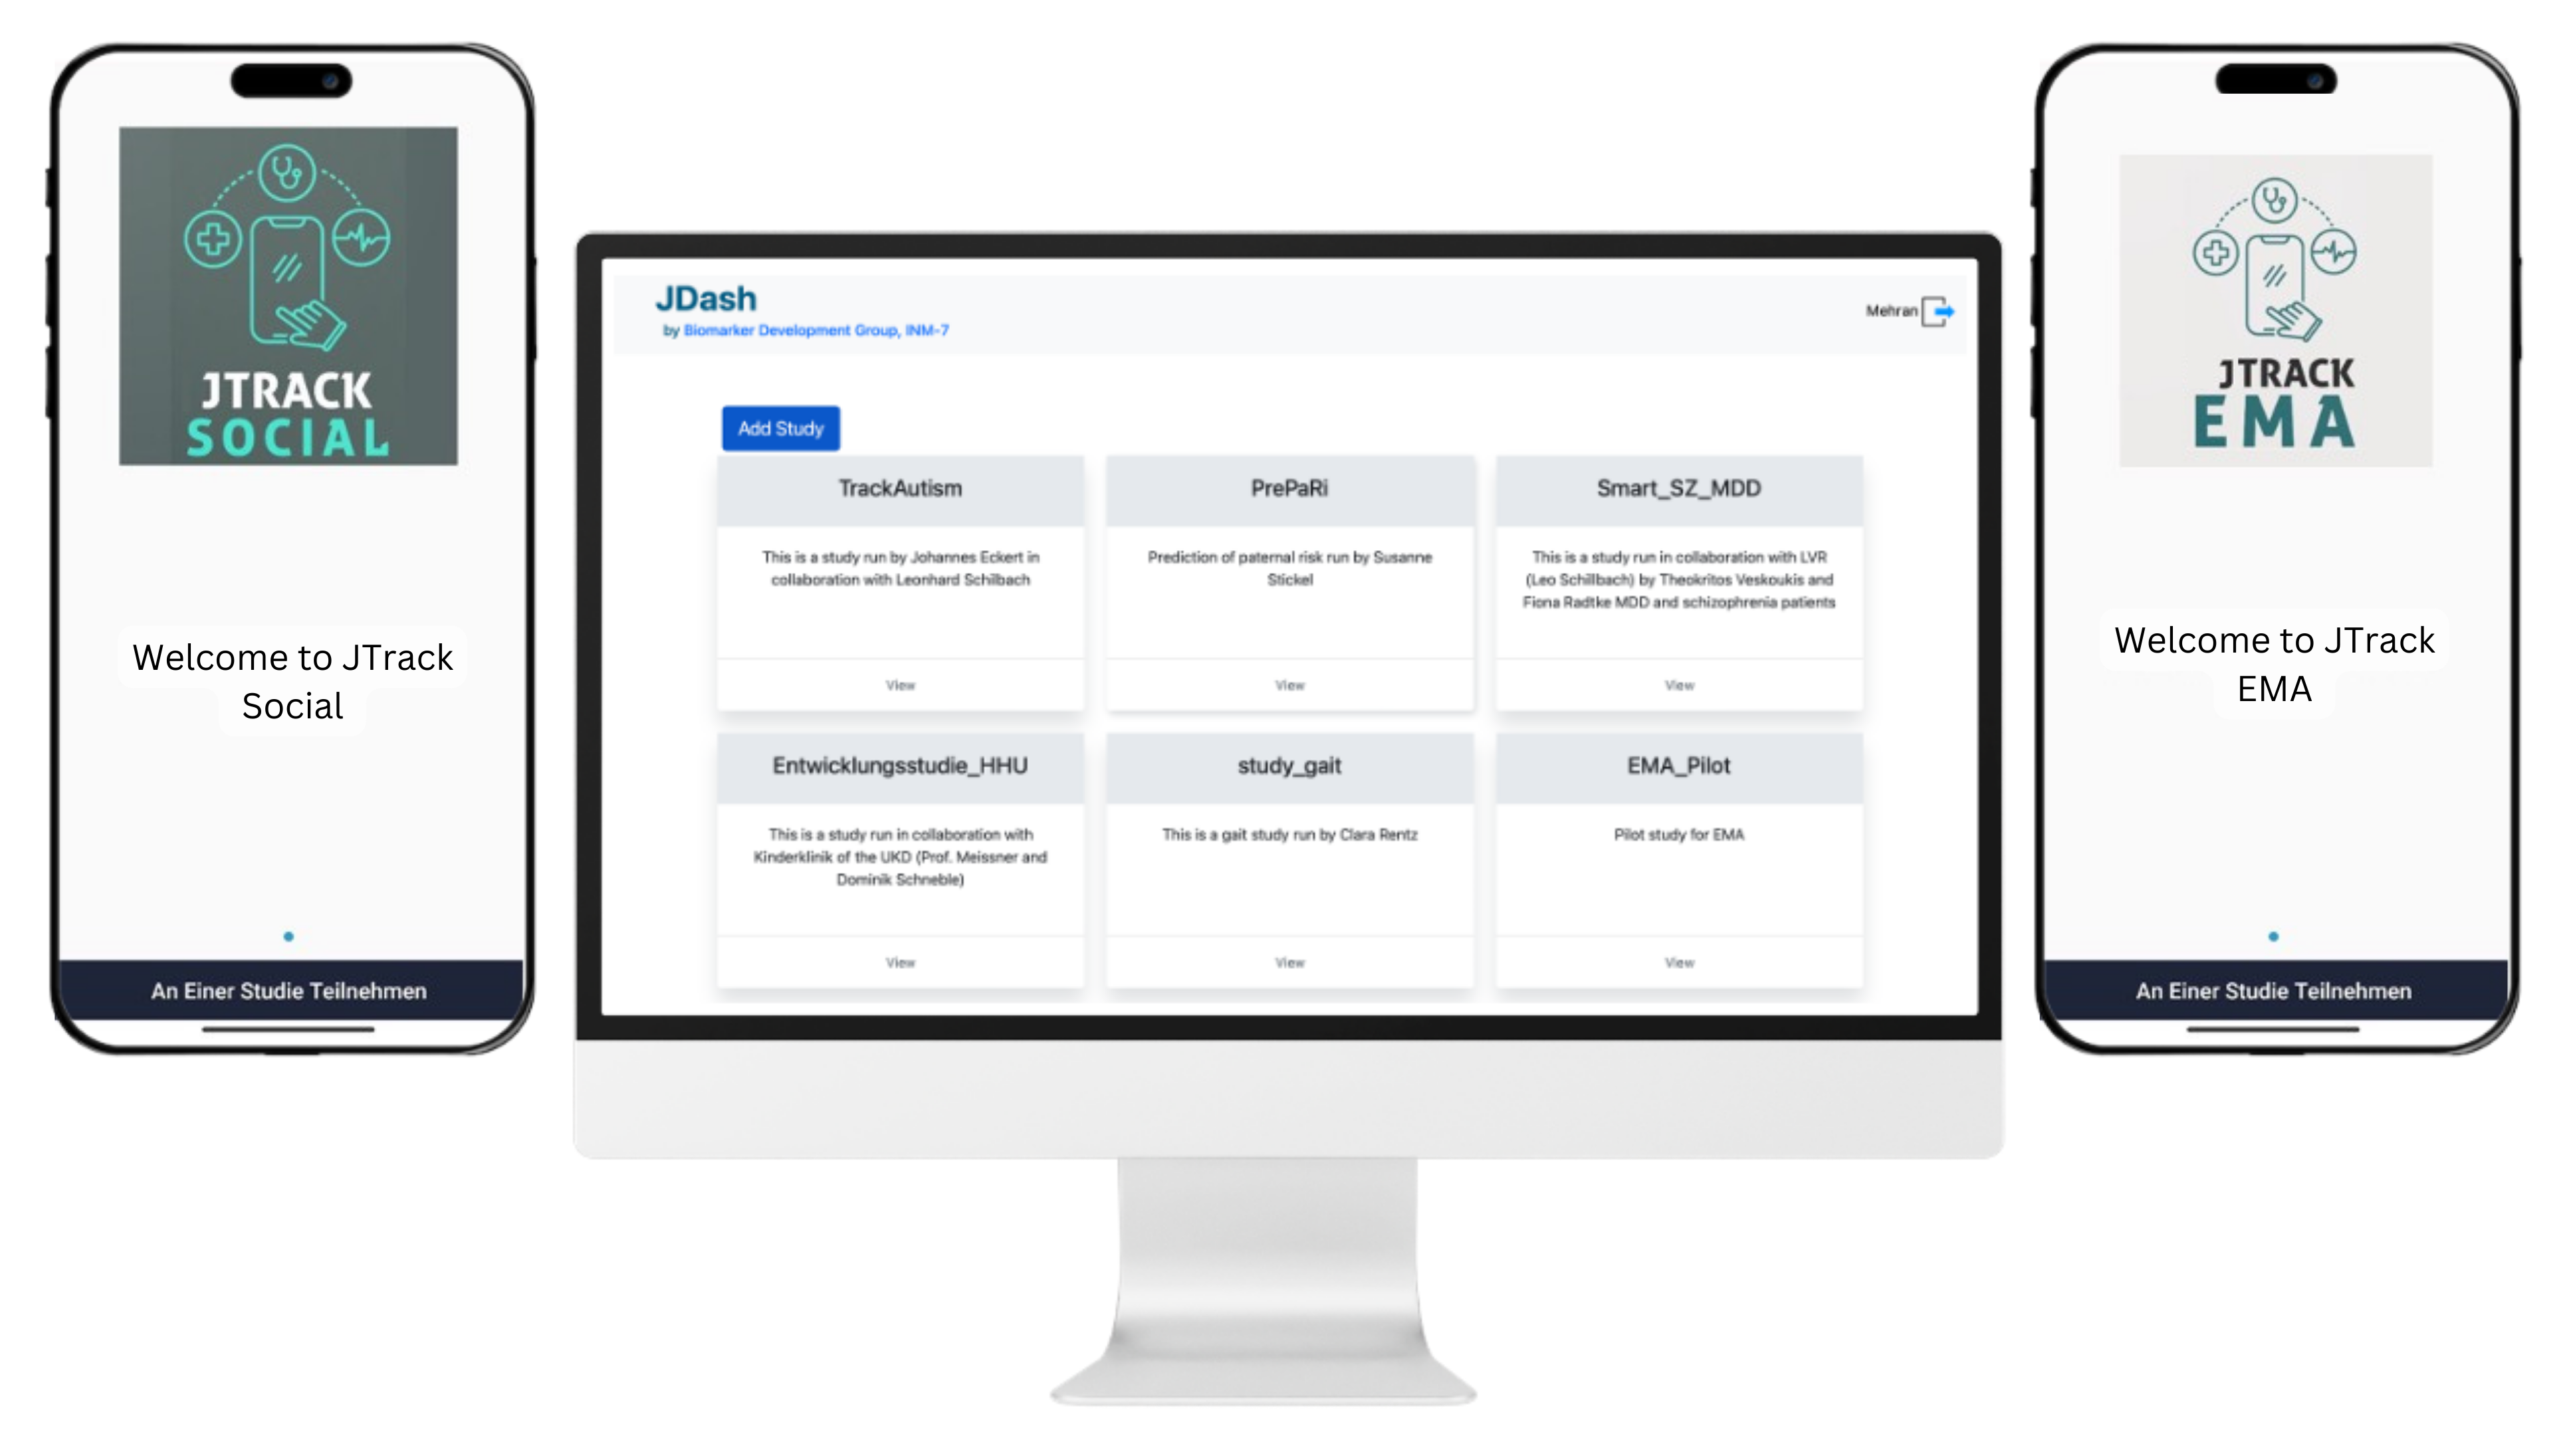 JTRACK
SOCIAL
Welcome to JTrack
Social
An Einer Studie Teilnehmen
JDash
by Biomarker Development Group, INM-7
Mehran
Add Study
TrackAutism
This is a study run by Johannes Eckert in
collaboration with Leonhard Schilbach
View
PrePaRi
Prediction of paternal risk run by Susanne
Stickel
View
Smart_SZ_MDD
This is a study run in collaboration with LVR
(Leo Schillbach) by Theokritos Veskoukis and
Fiona Radtke MDD and schizophrenia patients
View
Entwicklungsstudie_HHU
This is a study run in collaboration with
Kinderklinik of the UKD (Prof. Meissner and
Dominik Schneble)
View
study_gait
This is a gait study run by Clara Rentz
View
EMA_Pilot
Pilot study for EMA
View
JTRACK
EMA
Welcome to JTrack
EMA
An Einer Studie Teilnehmen